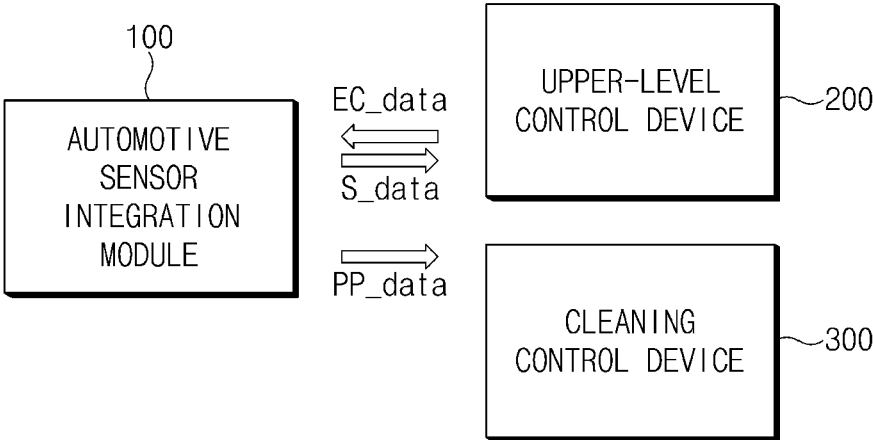 100
AUTOMOTIVE
SENSOR
INTEGRATION
MODULE
EC_data
S_data
PP_data
UPPER-LEVEL
CONTROL DEVICE
200
CLEANING
CONTROL DEVICE
300